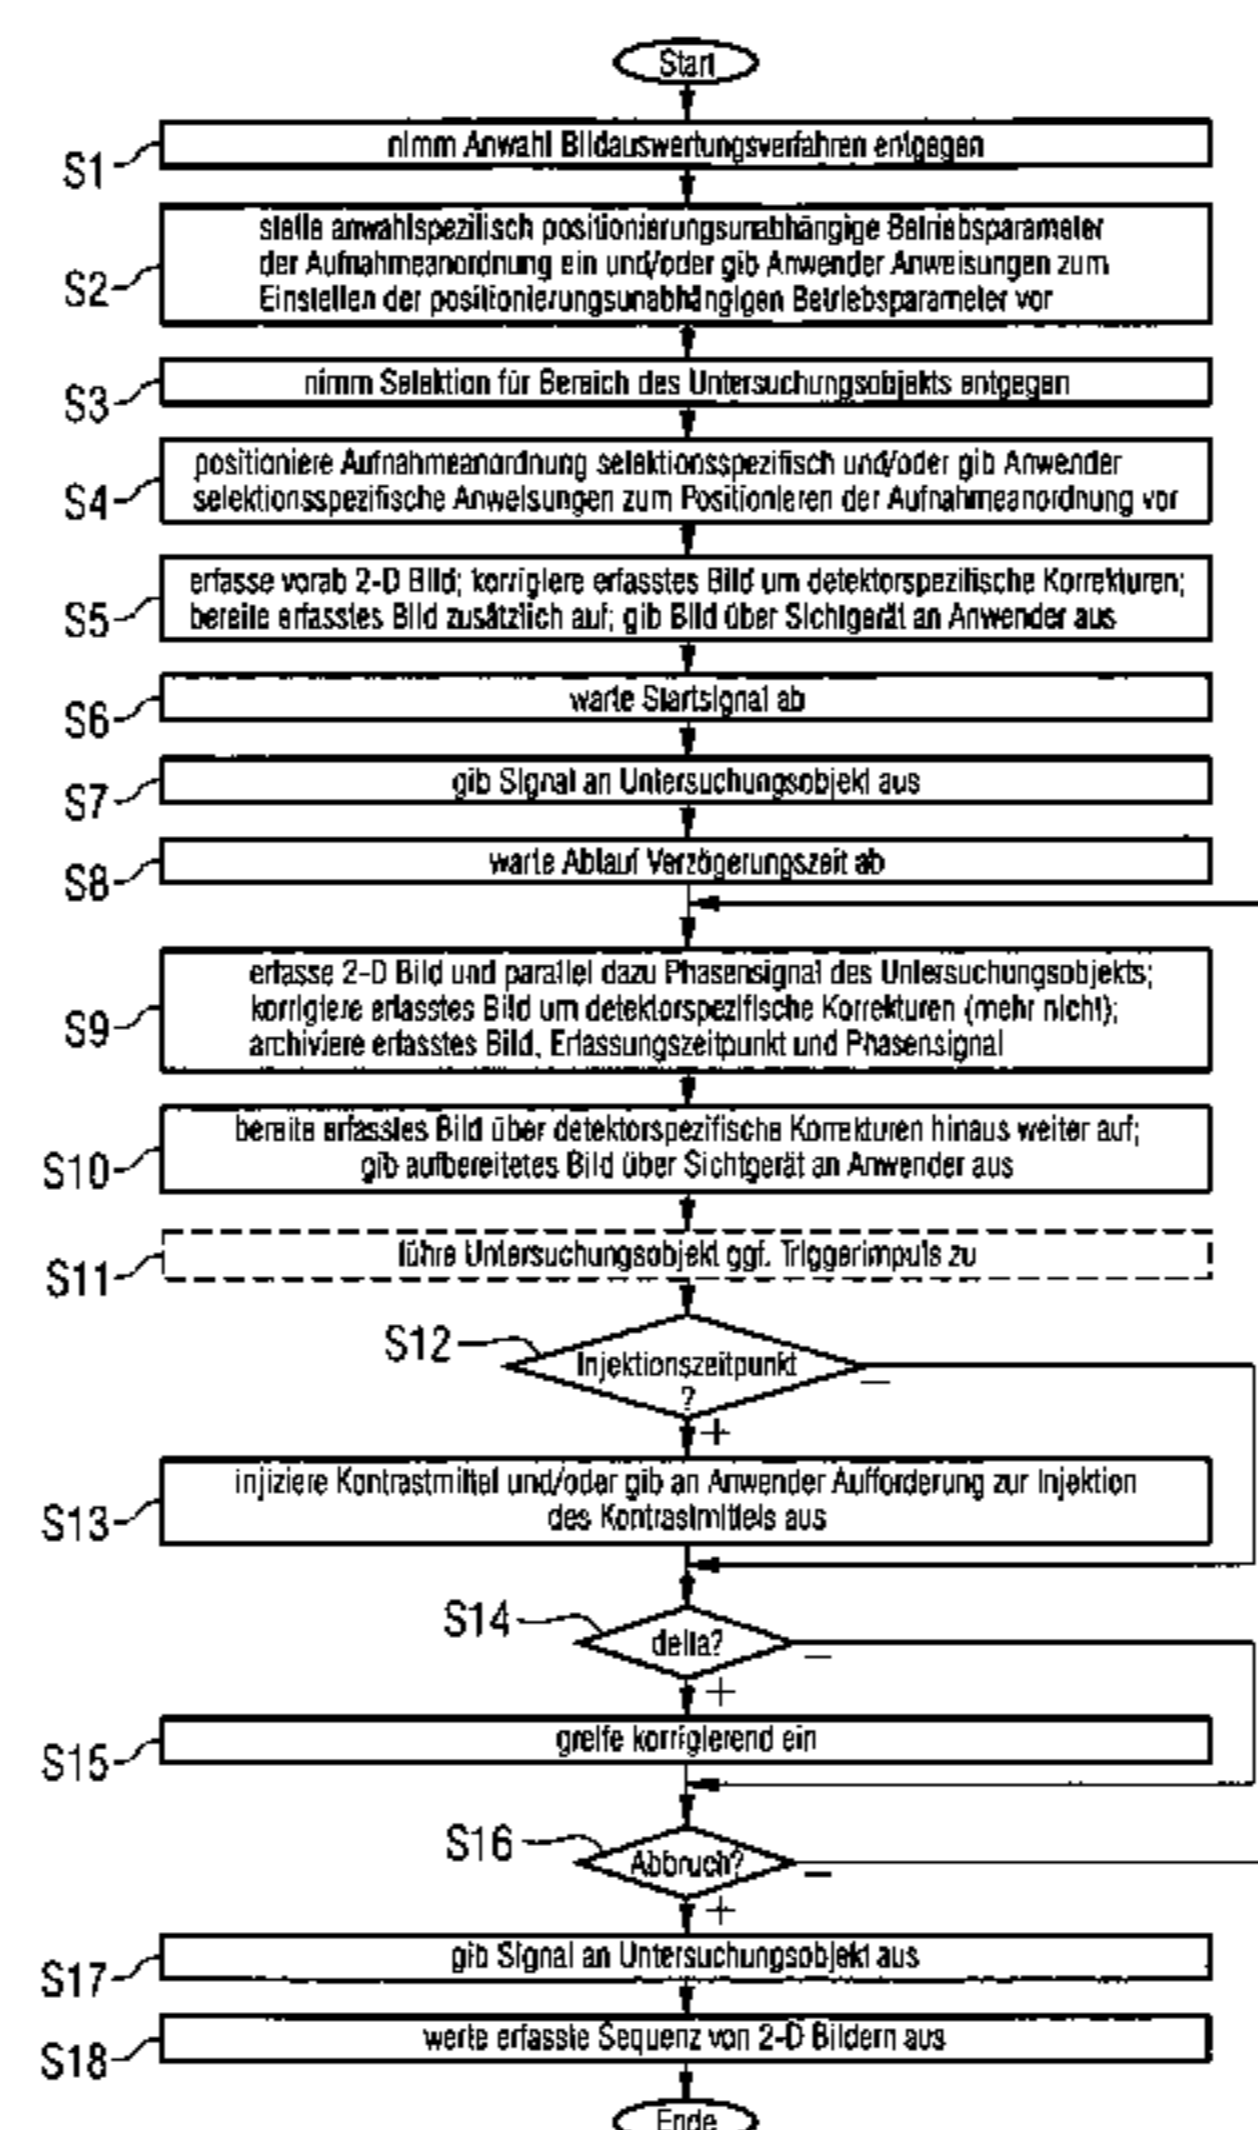 Start
S1
nimm Anwahl Bildauswertungsverfahren entgegen
S2
stelle anwahlspezifisch positionierungsunabhängige Betriebsparameter
der Aufnahmeanordnung ein und/oder gib Anwender Anweisungen zum
Einstellen der positionierungsunabhängigen Betriebsparameter vor
S3
nimm Selektion für Bereich des Untersuchungsobjekts entgegen
S4
positioniere Aufnahmeanordnung selektionsspezifisch und/oder gib Anwender
selektionsspezifische Anweisungen zum Positionieren der Aufnahmeanordnung vor
S5
erfasse vorab 2-D Bild; korrigiere erfasstes Bild um detektorspezifische Korrekturen;
bereite erfasstes Bild zusätzlich auf; gib Bild über Sichtgerät an Anwender aus
S6
warte Startsignal ab
S7
gib Signal an Untersuchungsobjekt aus
S8
warte Ablauf Verzögerungszeit ab
S9
erfasse 2-D Bild und parallel dazu Phasensignal des Untersuchungsobjekts;
korrigiere erfasstes Bild um detektorspezifische Korrekturen (mehr nicht);
archiviere erfasstes Bild, Erfassungszeitpunkt und Phasensignal
S10
bereite erfasstes Bild über detektorspezifische Korrekturen hinaus weiter auf;
gib aufbereitetes Bild über Sichtgerät an Anwender aus
S11
führe Untersuchungsobjekt ggf. Triggerimpuls zu
S12
Injektionszeitpunkt
?
–
+
S13
injiziere Kontrastmittel und/oder gib an Anwender Aufforderung zur Injektion
des Kontrastmittels aus
S14
delta?
–
+
S15
greife korrigierend ein
S16
Abbruch?
–
+
S17
gib Signal an Untersuchungsobjekt aus
S18
werte erfasste Sequenz von 2-D Bildern aus
Ende